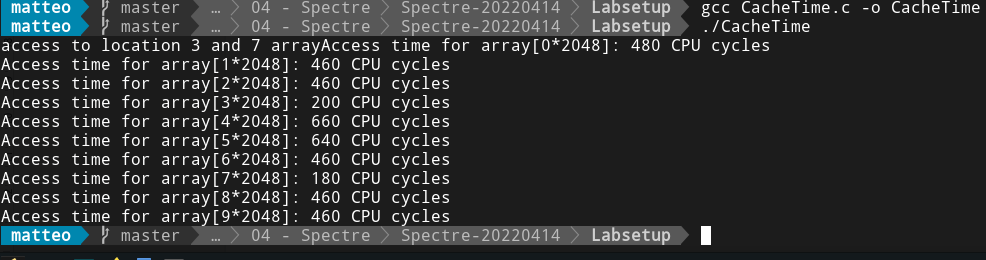 matteo master … 04 - Spectre Spectre-20220414 Labsetup gcc CacheTime.c -o CacheTime
matteo master … 04 - Spectre Spectre-20220414 Labsetup ./CacheTime
access to location 3 and 7 arrayAccess time for array[0*2048]: 480 CPU cycles
Access time for array[1*2048]: 460 CPU cycles
Access time for array[2*2048]: 460 CPU cycles
Access time for array[3*2048]: 200 CPU cycles
Access time for array[4*2048]: 660 CPU cycles
Access time for array[5*2048]: 640 CPU cycles
Access time for array[6*2048]: 460 CPU cycles
Access time for array[7*2048]: 180 CPU cycles
Access time for array[8*2048]: 460 CPU cycles
Access time for array[9*2048]: 460 CPU cycles
matteo master … 04 - Spectre Spectre-20220414 Labsetup